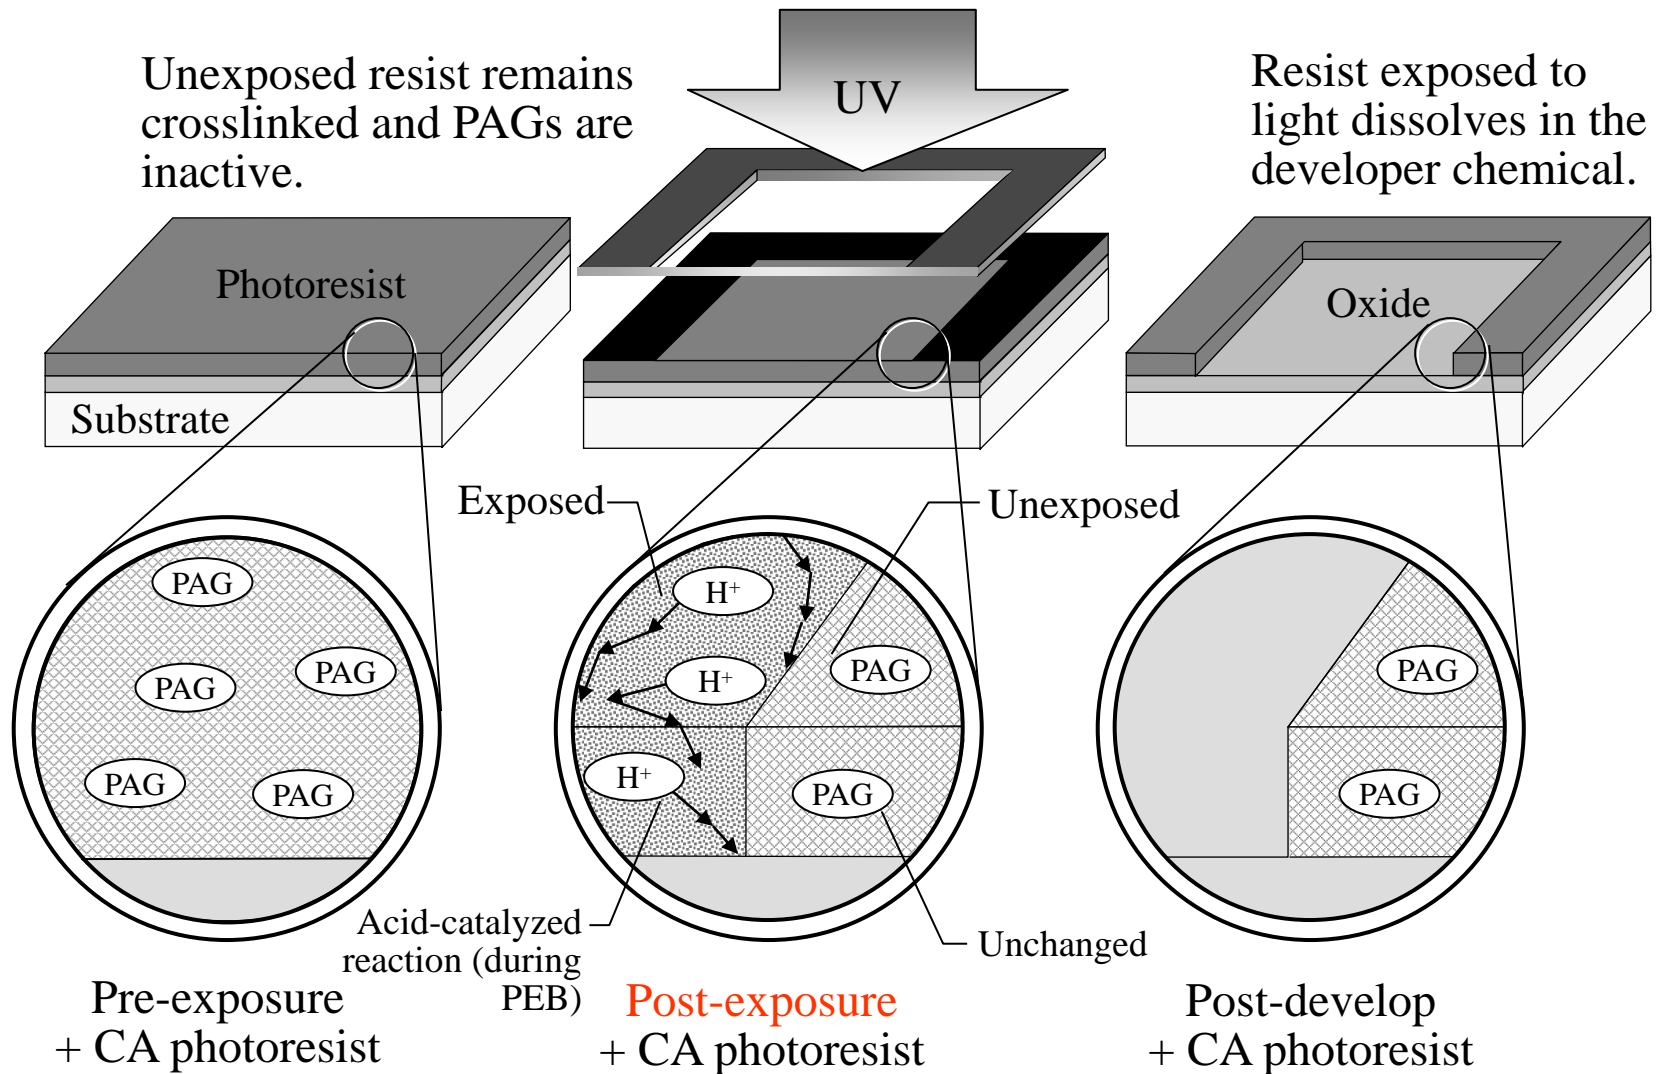 Unexposed resist remains
crosslinked and PAGs are
inactive.
UV
Resist exposed to
light dissolves in the
developer chemical.
Photoresist
Substrate
Oxide
Exposed
Unexposed
PAG
PAG
PAG
PAG
PAG
H+
H+
H+
PAG
PAG
PAG
PAG
Acid-catalyzed
reaction (during
PEB)
Unchanged
Pre-exposure
+ CA photoresist
Post-exposure
+ CA photoresist
Post-develop
+ CA photoresist